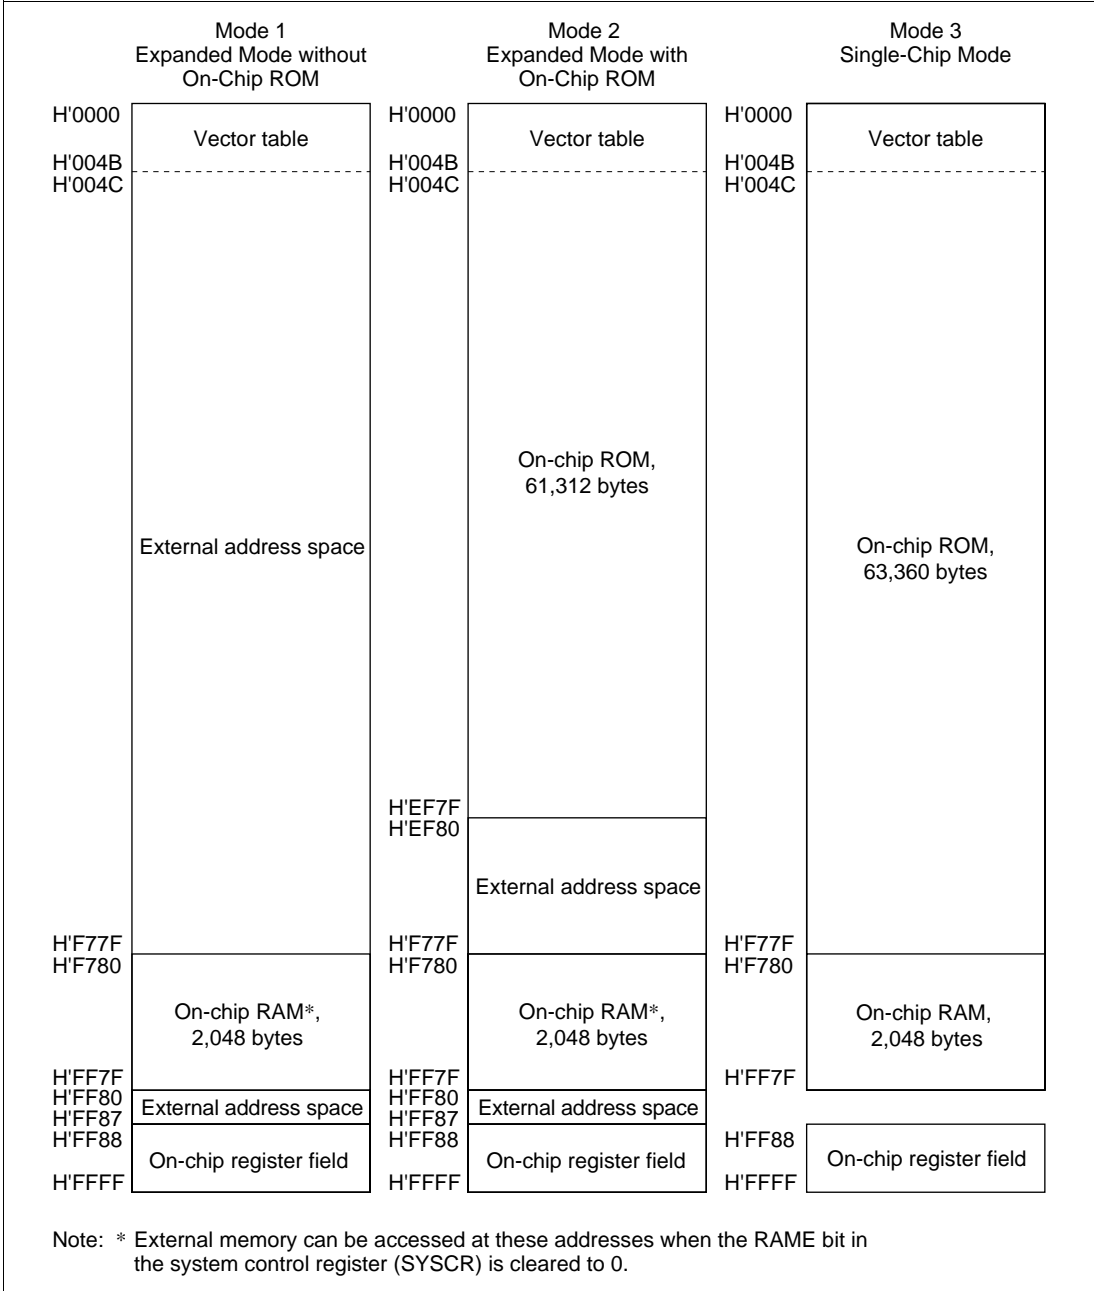 Mode 1
Expanded Mode without
On-Chip ROM
H'0000
Vector table
H'004B
H'004C
External address space
H'F77F
H'F780
On-chip RAM*,
2,048 bytes
H'FF7F
H'FF80
External address space
H'FF87
H'FF88
On-chip register field
H'FFFF
Mode 2
Expanded Mode with
On-Chip ROM
H'0000
Vector table
H'004B
H'004C
On-chip ROM,
61,312 bytes
H'EF7F
H'EF80
External address space
H'F77F
H'F780
On-chip RAM*,
2,048 bytes
H'FF7F
H'FF80
External address space
H'FF87
H'FF88
On-chip register field
H'FFFF
Mode 3
Single-Chip Mode
H'0000
Vector table
H'004B
H'004C
On-chip ROM,
63,360 bytes
H'F77F
H'F780
On-chip RAM,
2,048 bytes
H'FF7F
H'FF88
On-chip register field
H'FFFF
Note: * External memory can be accessed at these addresses when the RAME bit in
the system control register (SYSCR) is cleared to 0.